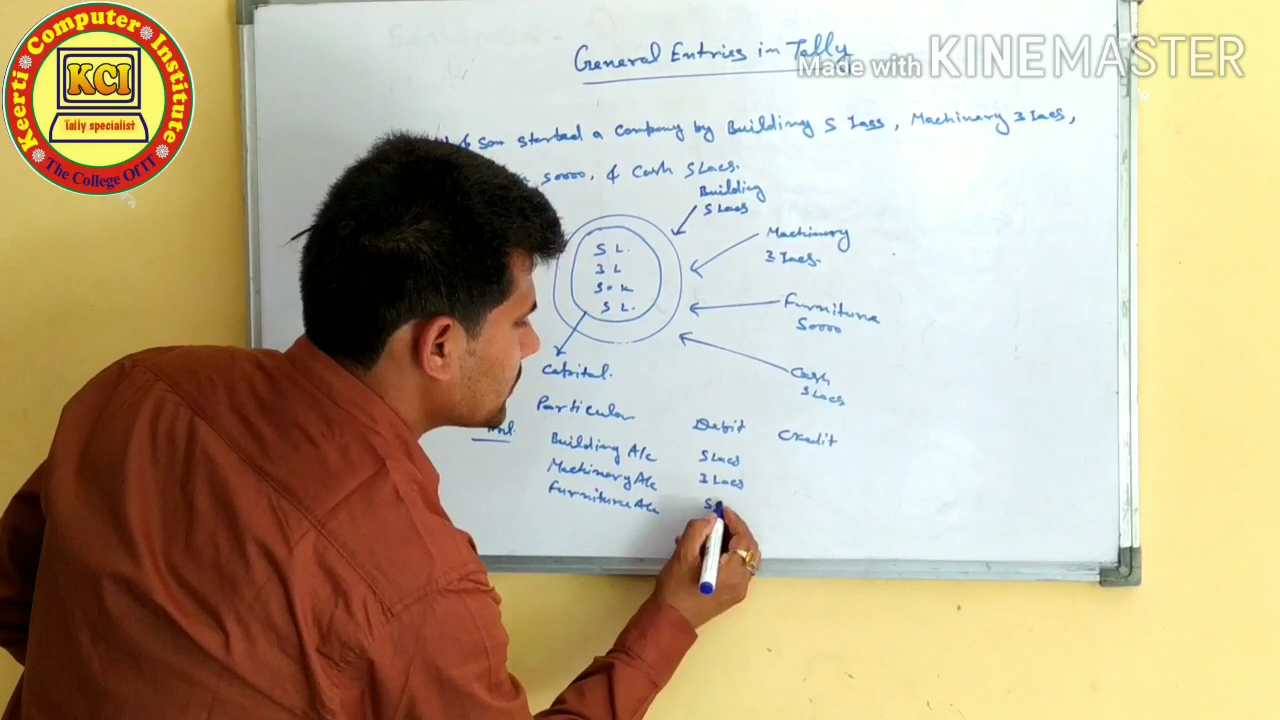 Keerti Computer Institute
KCI
Tally specialist
The College Of IT
Made with KINEMASTER
General Entries in Tally
& Son started a Company by Building 5 Lacs, Machinery 3 Lacs,
50000, & Cash 5 Lacs.
Building
5 Lacs
Machinery
3 Lacs.
Furniture
50000
Cash
5 Lacs
5 L.
3 L
50 K
5 L.
Capital.
Particular Debit Credit
Building A/c 5 Lacs
Machinery A/c 3 Lacs
Furniture A/c 5